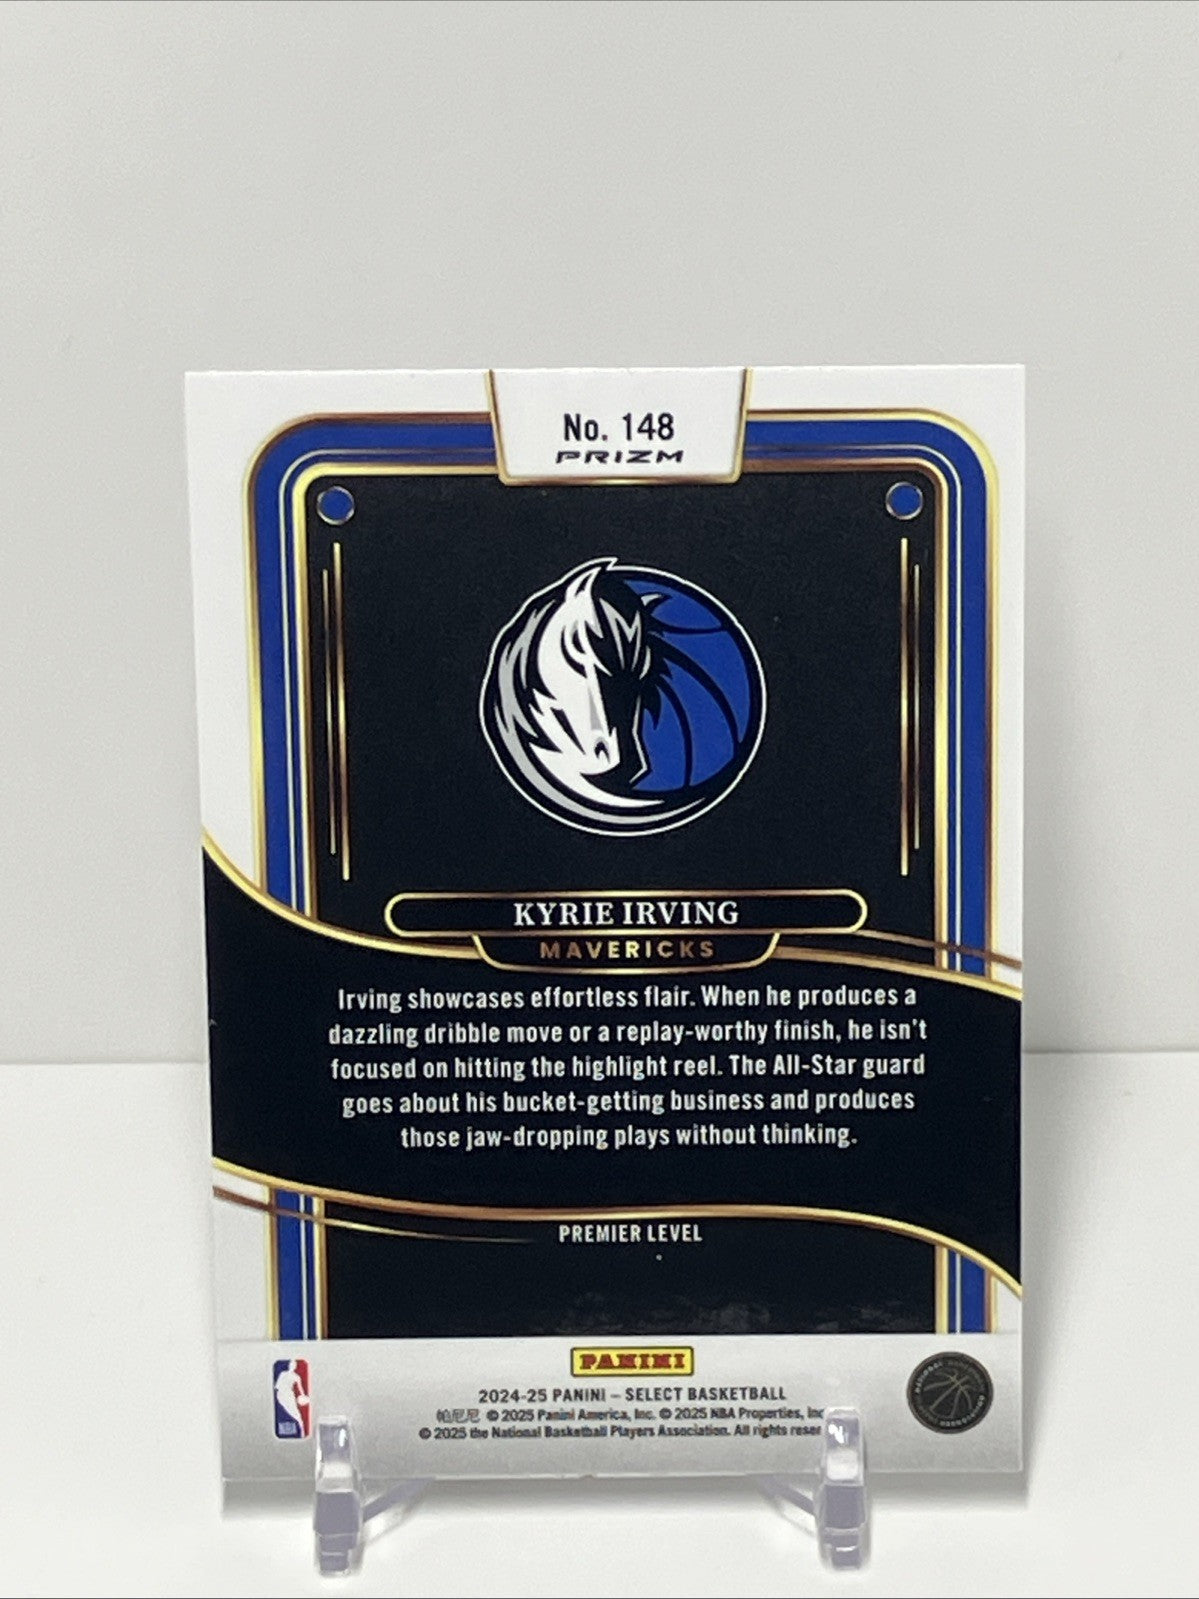 No. 148
PRIZM
KYRIE IRVING
MAVERICKS
Irving showcases effortless flair. When he produces a
dazzling dribble move or a replay-worthy finish, he isn't
focused on hitting the highlight reel. The All-Star guard
goes about his bucket-getting business and produces
those jaw-dropping plays without thinking.
PREMIER LEVEL
PANINI
2024-25 PANINI – SELECT BASKETBALL
帕尼尼 © 2025 Panini America, Inc. © 2025 NBA Properties, Inc
© 2025 the National Basketball Players Association. All rights reser
NBA